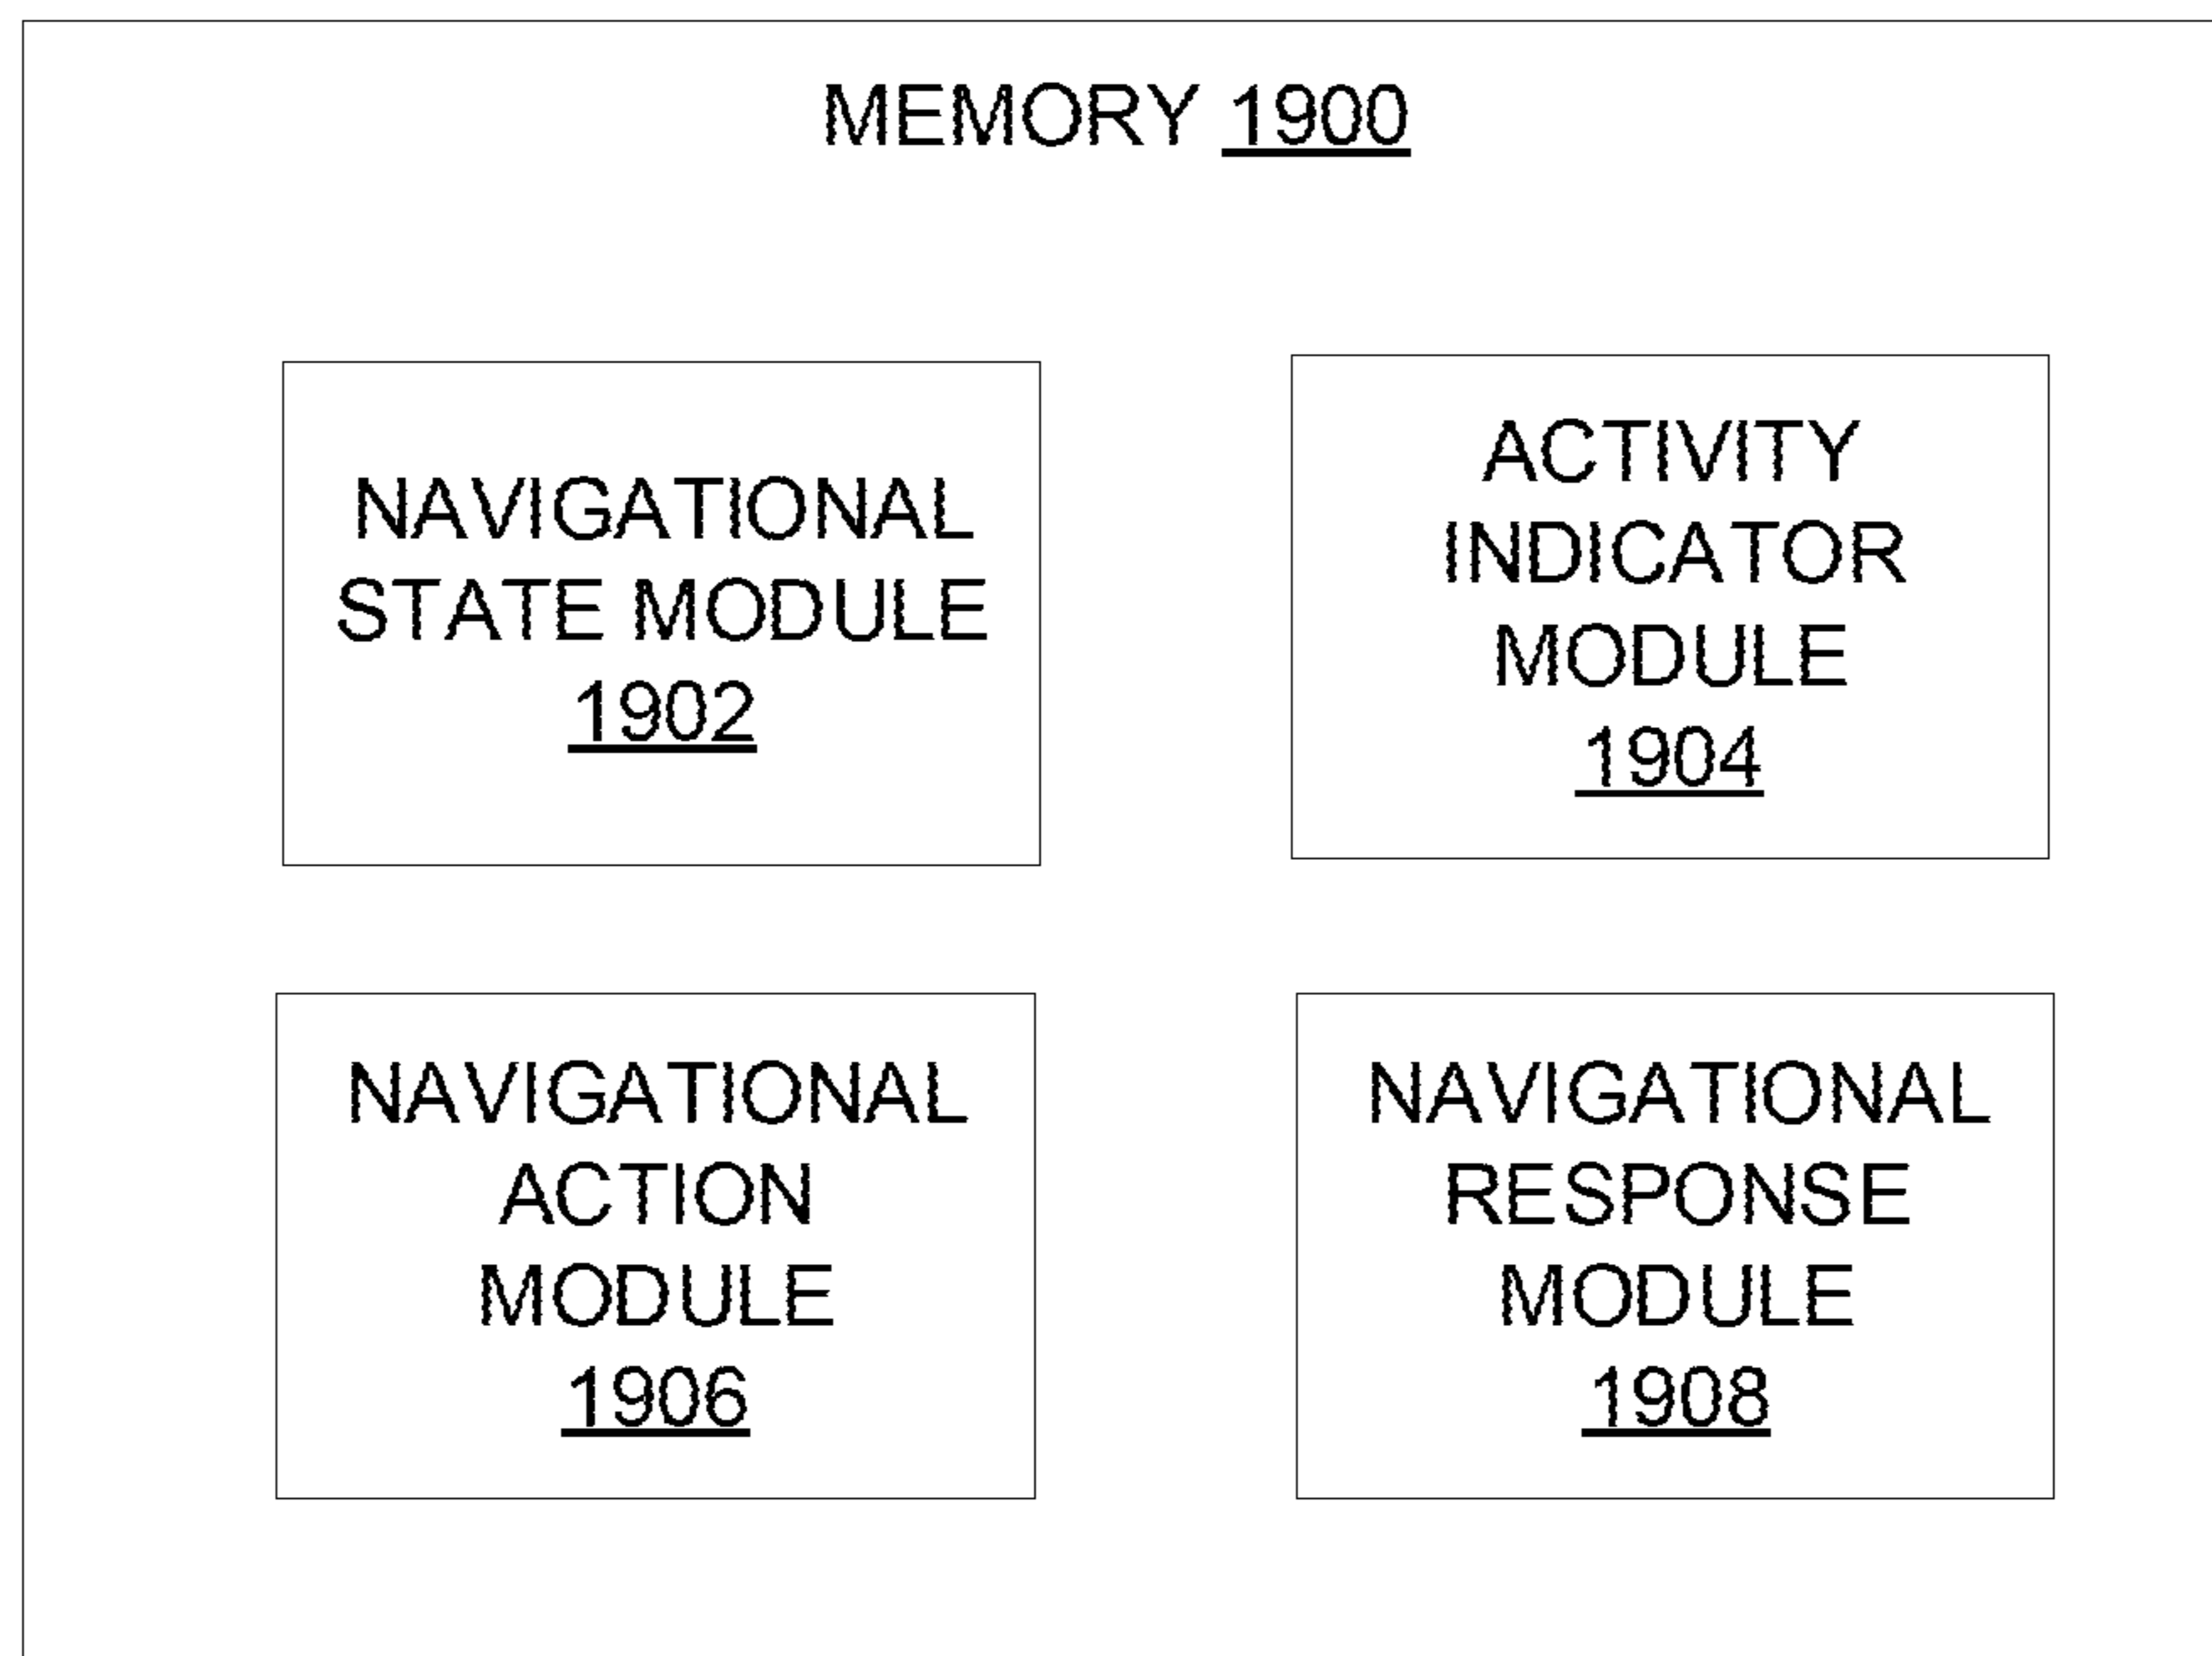 MEMORY 1900
NAVIGATIONAL
STATE MODULE
1902
ACTIVITY
INDICATOR
MODULE
1904
NAVIGATIONAL
ACTION
MODULE
1906
NAVIGATIONAL
RESPONSE
MODULE
1908